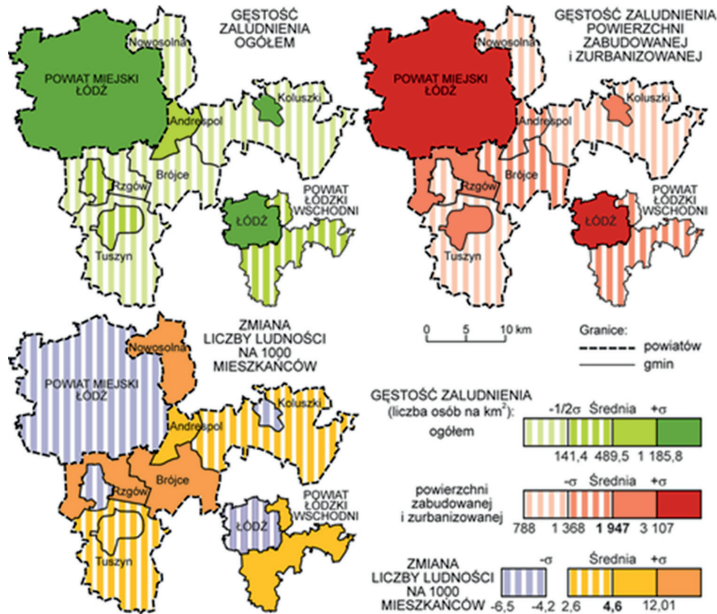 GĘSTOŚĆ
ZALUDNIENIA
OGÓŁEM
Nowosolna
POWIAT MIEJSKI
ŁÓDŹ
Koluszki
Andrespol
Brójce
Rzgów
POWIAT
ŁÓDZKI
WSCHODNI
ŁÓDŹ
Tuszyn
GĘSTOŚĆ ZALUDNIENIA
POWIERZCHNI
ZABUDOWANEJ
i ZURBANIZOWANEJ
Nowosolna
POWIAT MIEJSKI
ŁÓDŹ
Koluszki
Andrespol
Brójce
Rzgów
POWIAT
ŁÓDZKI
WSCHODNI
ŁÓDŹ
Tuszyn
ZMIANA
LICZBY LUDNOŚCI
NA 1000
MIESZKAŃCÓW
Nowosolna
POWIAT MIEJSKI
ŁÓDŹ
Koluszki
Andrespol
Brójce
Rzgów
POWIAT
ŁÓDZKI
WSCHODNI
ŁÓDŹ
Tuszyn
0 5 10 km
Granice:
powiatów
gmin
GĘSTOŚĆ ZALUDNIENIA
(liczba osób na km²):
ogółem
-1/2σ Średnia +σ
141,4 489,5 1 185,8
powierzchni
zabudowanej
i zurbanizowanej
-σ Średnia +σ
788 1 368 1 947 3 107
ZMIANA
LICZBY LUDNOŚCI
NA 1000
MIESZKAŃCÓW
-σ Średnia +σ
-6,5 -4,2 2,6 4,6 12,01